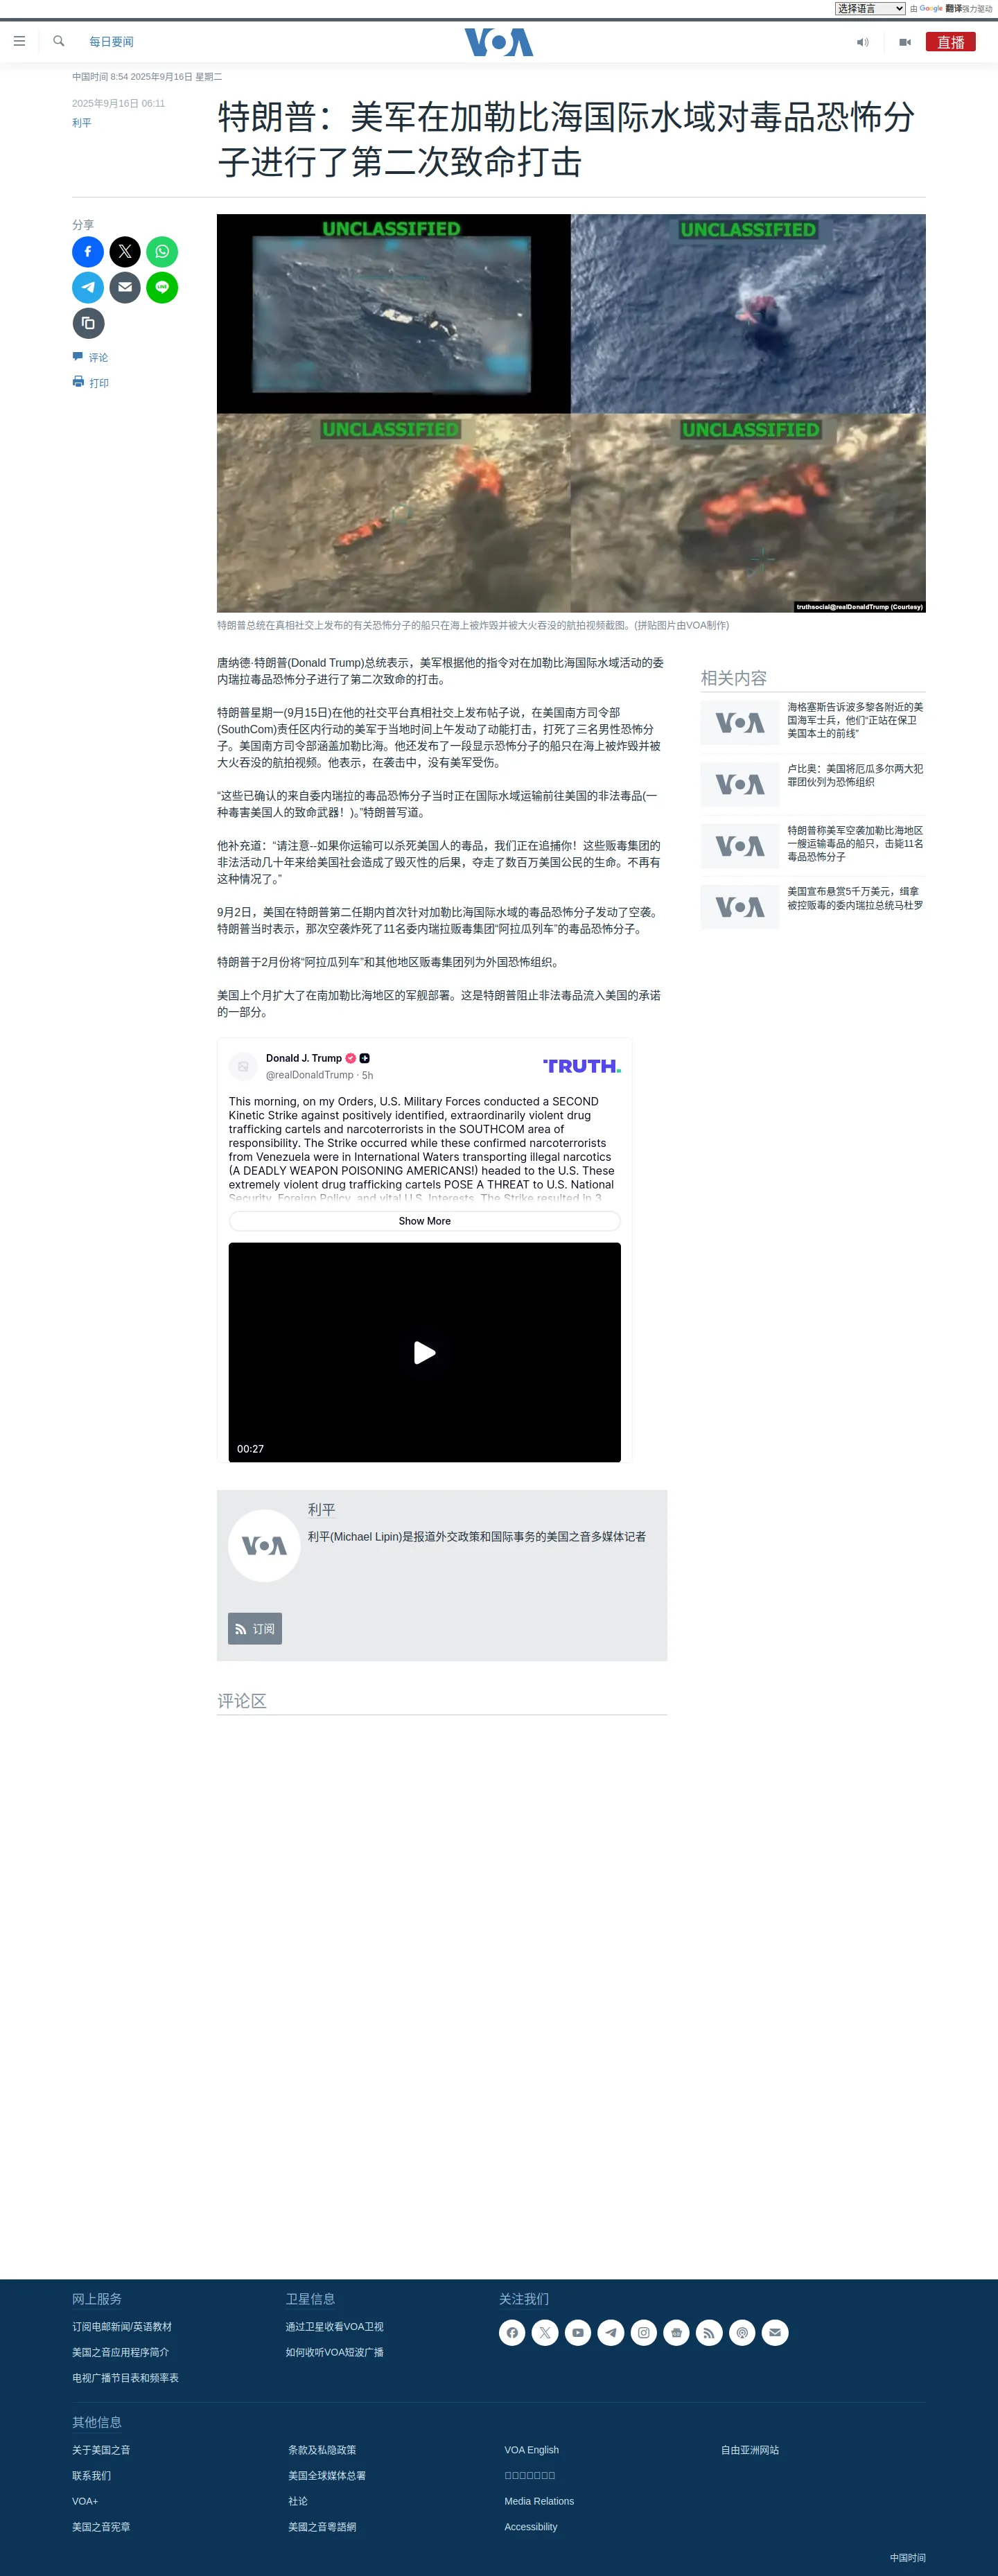 选择语言 由 Google 翻译强力驱动
每日要闻
VOA
直播
中国时间 8:54 2025年9月16日 星期二
2025年9月16日 06:11
利平
特朗普：美军在加勒比海国际水域对毒品恐怖分
子进行了第二次致命打击
分享
评论
打印
UNCLASSIFIED
UNCLASSIFIED
UNCLASSIFIED
UNCLASSIFIED
truthsocial@realDonaldTrump (Courtesy)
特朗普总统在真相社交上发布的有关恐怖分子的船只在海上被炸毁并被大火吞没的航拍视频截图。(拼贴图片由VOA制作)
唐纳德·特朗普(Donald Trump)总统表示，美军根据他的指令对在加勒比海国际水域活动的委
内瑞拉毒品恐怖分子进行了第二次致命的打击。
特朗普星期一(9月15日)在他的社交平台真相社交上发布帖子说，在美国南方司令部
(SouthCom)责任区内行动的美军于当地时间上午发动了动能打击，打死了三名男性恐怖分
子。美国南方司令部涵盖加勒比海。他还发布了一段显示恐怖分子的船只在海上被炸毁并被
大火吞没的航拍视频。他表示，在袭击中，没有美军受伤。
“这些已确认的来自委内瑞拉的毒品恐怖分子当时正在国际水域运输前往美国的非法毒品(一
种毒害美国人的致命武器！)。”特朗普写道。
他补充道：“请注意--如果你运输可以杀死美国人的毒品，我们正在追捕你！这些贩毒集团的
非法活动几十年来给美国社会造成了毁灭性的后果，夺走了数百万美国公民的生命。不再有
这种情况了。”
9月2日，美国在特朗普第二任期内首次针对加勒比海国际水域的毒品恐怖分子发动了空袭。
特朗普当时表示，那次空袭炸死了11名委内瑞拉贩毒集团“阿拉瓜列车”的毒品恐怖分子。
特朗普于2月份将“阿拉瓜列车”和其他地区贩毒集团列为外国恐怖组织。
美国上个月扩大了在南加勒比海地区的军舰部署。这是特朗普阻止非法毒品流入美国的承诺
的一部分。
相关内容
VOA
海格塞斯告诉波多黎各附近的美
国海军士兵，他们“正站在保卫
美国本土的前线”
VOA
卢比奥：美国将厄瓜多尔两大犯
罪团伙列为恐怖组织
VOA
特朗普称美军空袭加勒比海地区
一艘运输毒品的船只，击毙11名
毒品恐怖分子
VOA
美国宣布悬赏5千万美元，缉拿
被控贩毒的委内瑞拉总统马杜罗
Donald J. Trump
@realDonaldTrump · 5h
TRUTH.
This morning, on my Orders, U.S. Military Forces conducted a SECOND
Kinetic Strike against positively identified, extraordinarily violent drug
trafficking cartels and narcoterrorists in the SOUTHCOM area of
responsibility. The Strike occurred while these confirmed narcoterrorists
from Venezuela were in International Waters transporting illegal narcotics
(A DEADLY WEAPON POISONING AMERICANS!) headed to the U.S. These
extremely violent drug trafficking cartels POSE A THREAT to U.S. National
Security, Foreign Policy, and vital U.S. Interests. The Strike resulted in 3
Show More
00:27
VOA
利平
利平(Michael Lipin)是报道外交政策和国际事务的美国之音多媒体记者
订阅
评论区
网上服务
订阅电邮新闻/英语教材
美国之音应用程序简介
电视广播节目表和频率表
卫星信息
通过卫星收看VOA卫视
如何收听VOA短波广播
关注我们
其他信息
关于美国之音
联系我们
VOA+
美国之音宪章
条款及私隐政策
美国全球媒体总署
社论
美國之音粵語網
VOA English
Media Relations
Accessibility
自由亚洲网站
中国时间